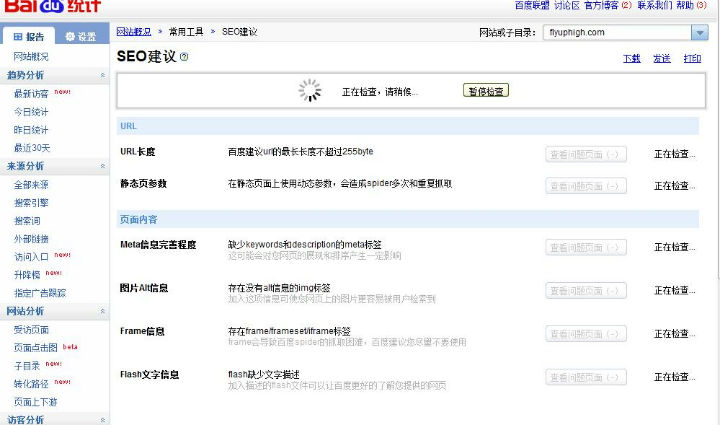 Bai du 统计
百度联盟 讨论区 官方博客(2) 联系我们 帮助(3)
报告 设置
网站概况 » 常用工具 » SEO建议
网站或子目录: flyuphigh.com
SEO建议 ?
下载 发送 打印
正在检查，请稍候... 暂停检查
网站概况
趋势分析
最新访客 new!
今日统计
昨日统计
最近30天
来源分析
全部来源
搜索引擎
搜索词
外部链接
访问入口 new!
升降榜 new!
指定广告跟踪
网站分析
受访页面
页面点击图 beta
子目录 new!
转化路径 new!
页面上下游
访客分析
URL
URL长度 百度建议url的最长长度不超过255byte 查看问题页面（-） 正在检查...
静态页参数 在静态页面上使用动态参数，会造成spider多次和重复抓取 查看问题页面（-） 正在检查...
页面内容
Meta信息完善程度 缺少keywords和description的meta标签 查看问题页面（-） 正在检查...
这可能会对您网页的展现和排序产生一定影响
图片Alt信息 存在没有alt信息的img标签 查看问题页面（-） 正在检查...
加入这项信息可使您网页上的图片更容易被用户检索到
Frame信息 存在frame/frameset/iframe标签 查看问题页面（-） 正在检查...
frame会导致百度spider的抓取困难，百度建议您尽量不要使用
Flash文字信息 flash缺少文字描述 查看问题页面（-） 正在检查...
加入描述的flash文件可以让百度更好的了解您提供的网页